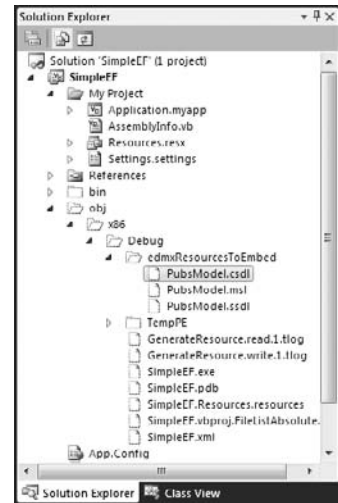 Solution Explorer
Solution 'SimpleEF' (1 project)
SimpleEF
My Project
Application.myapp
AssemblyInfo.vb
Resources.resx
Settings.settings
References
bin
obj
x86
Debug
edmxResourcesToEmbed
PubsModel.csdl
PubsModel.msl
PubsModel.ssdl
TempPE
GenerateResource.read.1.tlog
GenerateResource.write.1.tlog
SimpleEF.exe
SimpleEF.pdb
SimpleEF.Resources.resources
SimpleEF.vbproj.FileListAbsolute.
SimpleEF.xml
App.Config
Solution Explorer Class View